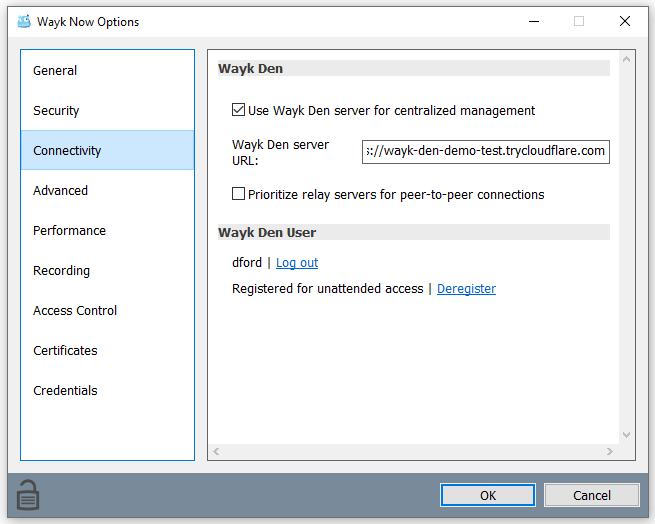 Wayk Now Options
General
Security
Connectivity
Advanced
Performance
Recording
Access Control
Certificates
Credentials
Wayk Den
Use Wayk Den server for centralized management
Wayk Den server
URL:
s://wayk-den-demo-test.trycloudflare.com
Prioritize relay servers for peer-to-peer connections
Wayk Den User
dford | Log out
Registered for unattended access | Deregister
OK
Cancel